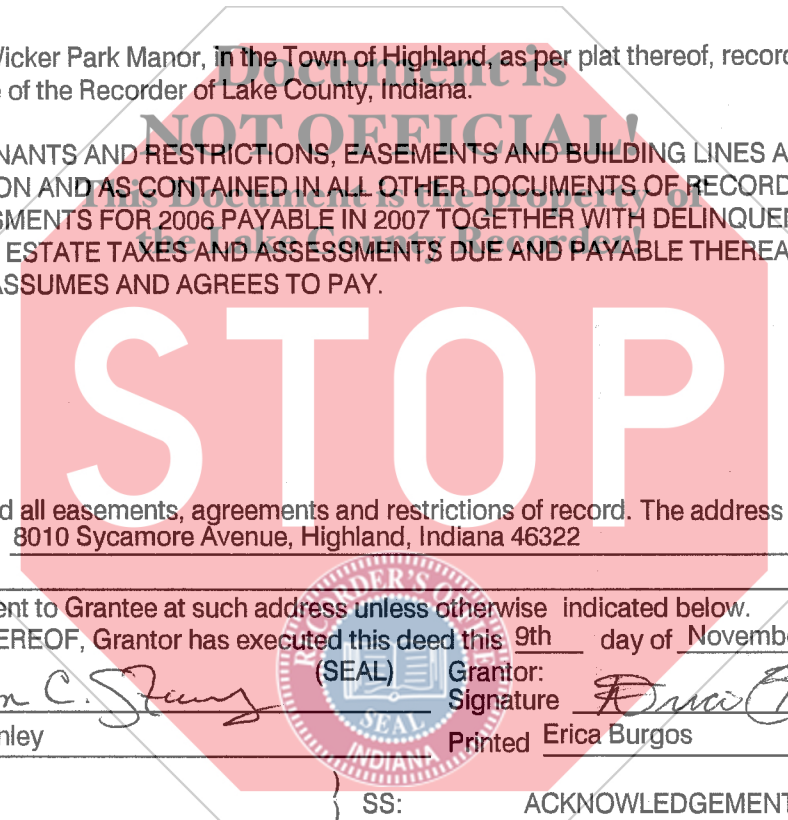 Wicker Park Manor, in the Town of Highland, as per plat thereof, record
Document is
e of the Recorder of Lake County, Indiana.
NOT OFFICIAL!
NANTS AND RESTRICTIONS, EASEMENTS AND BUILDING LINES A
ON AND AS CONTAINED IN ALL OTHER DOCUMENTS OF RECORD
This Document is the property of
SMENTS FOR 2006 PAYABLE IN 2007 TOGETHER WITH DELINQUE
the Lake County Recorder!
ESTATE TAXES AND ASSESSMENTS DUE AND PAYABLE THEREA
ASSUMES AND AGREES TO PAY.
STOP
d all easements, agreements and restrictions of record. The address
8010 Sycamore Avenue, Highland, Indiana 46322
ent to Grantee at such address unless otherwise indicated below.
EREOF, Grantor has executed this deed this 9th day of Novembe
RECORDER'S OFFICE
(SEAL) Grantor:
Signature
SEAL
INDIANA
nley
Printed Erica Burgos
SS: ACKNOWLEDGEMENT